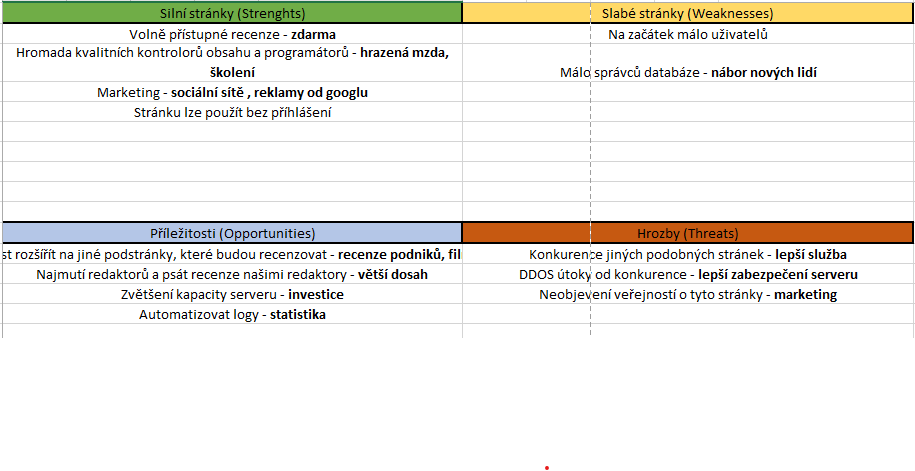 Silní stránky (Strenghts)
Slabé stránky (Weaknesses)
Volně přístupné recenze - zdarma
Na začátek málo uživatelů
Hromada kvalitních kontrolorů obsahu a programátorů - hrazená mzda,
školení
Málo správců databáze - nábor nových lidí
Marketing - sociální sítě , reklamy od googlu
Stránku lze použít bez příhlášení
Příležitosti (Opportunities)
Hrozby (Threats)
st rozšířít na jiné podstránky, které budou recenzovat - recenze podniků, fil
Konkurence jiných podobných stránek - lepší služba
Najmutí redaktorů a psát recenze našimi redaktory - větší dosah
DDOS útoky od konkurence - lepší zabezpečení serveru
Zvětšení kapacity serveru - investice
Neobjevení veřejností o tyto stránky - marketing
Automatizovat logy - statistika